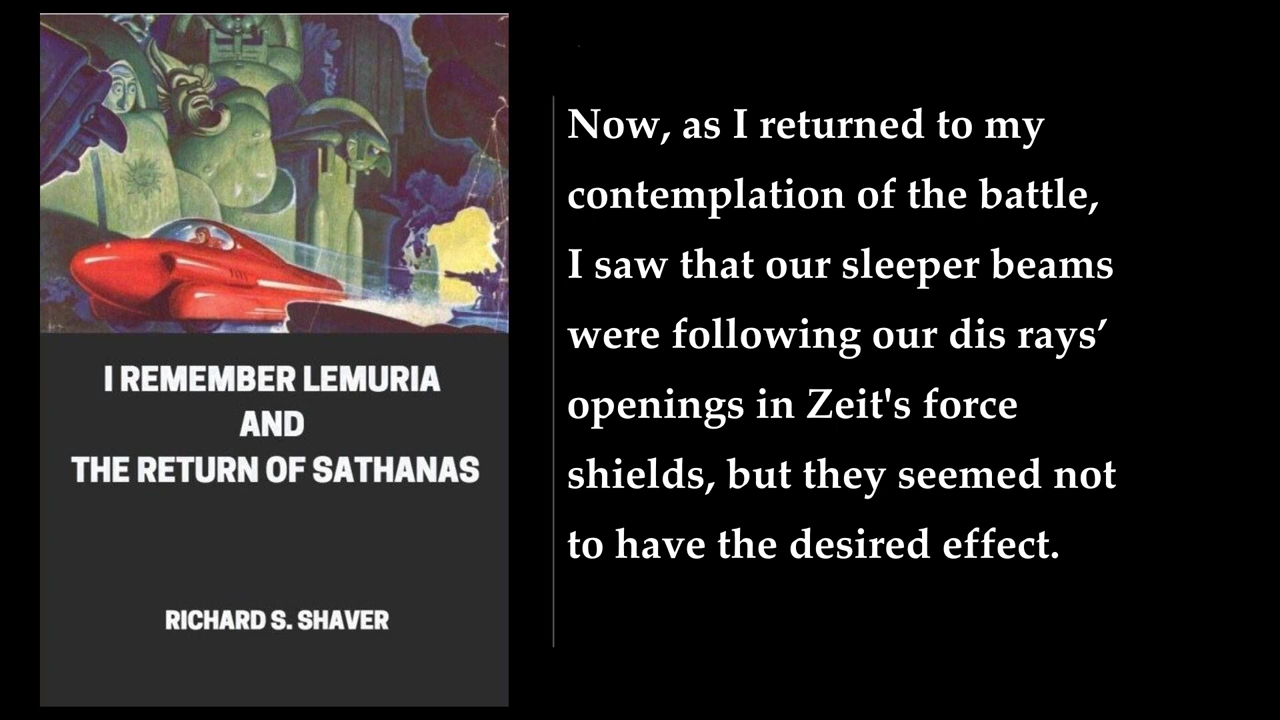 I REMEMBER LEMURIA
AND
THE RETURN OF SATHANAS
RICHARD S. SHAVER
Now, as I returned to my
contemplation of the battle,
I saw that our sleeper beams
were following our dis rays’
openings in Zeit's force
shields, but they seemed not
to have the desired effect.